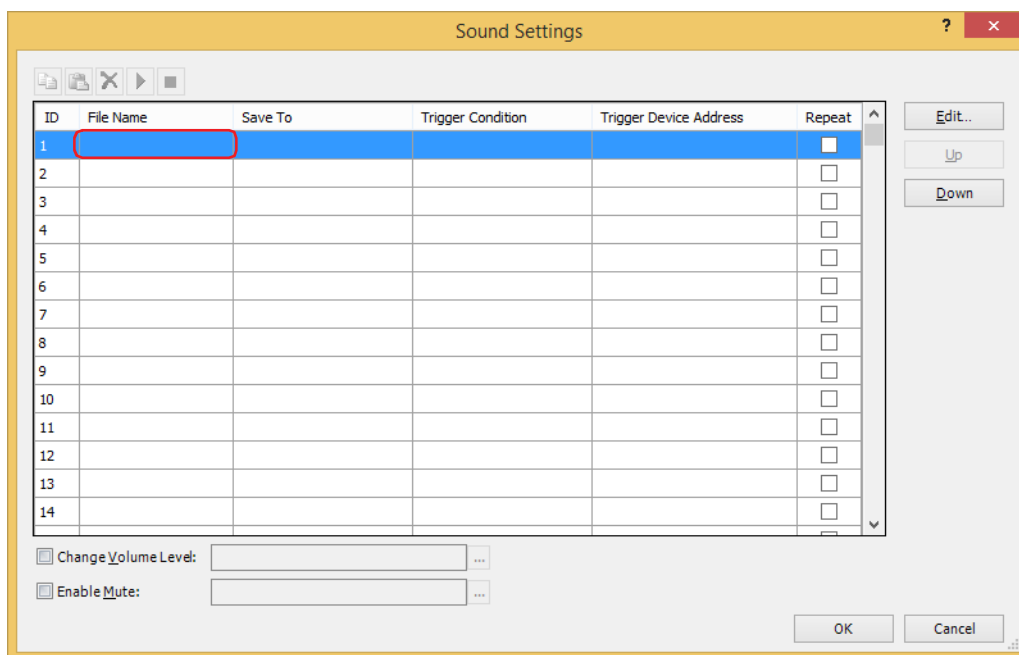 Sound Settings
?
ID File Name Save To Trigger Condition Trigger Device Address Repeat
Edit...
1
Up
2
3
Down
4
5
6
7
8
9
10
11
12
13
14
Change Volume Level: ...
Enable Mute: ...
OK Cancel